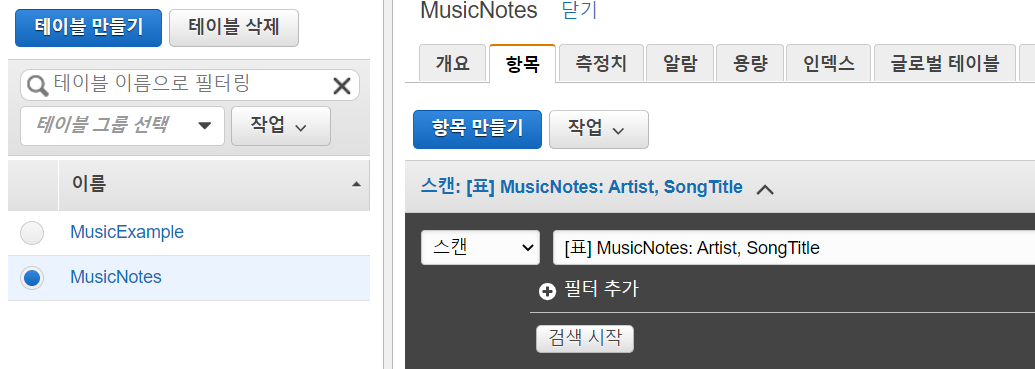 테이블 만들기 테이블 삭제
테이블 이름으로 필터링
테이블 그룹 선택 작업
이름
MusicExample
MusicNotes
MusicNotes 닫기
개요 항목 측정치 알람 용량 인덱스 글로벌 테이블
항목 만들기 작업
스캔: [표] MusicNotes: Artist, SongTitle
스캔 [표] MusicNotes: Artist, SongTitle
필터 추가
검색 시작